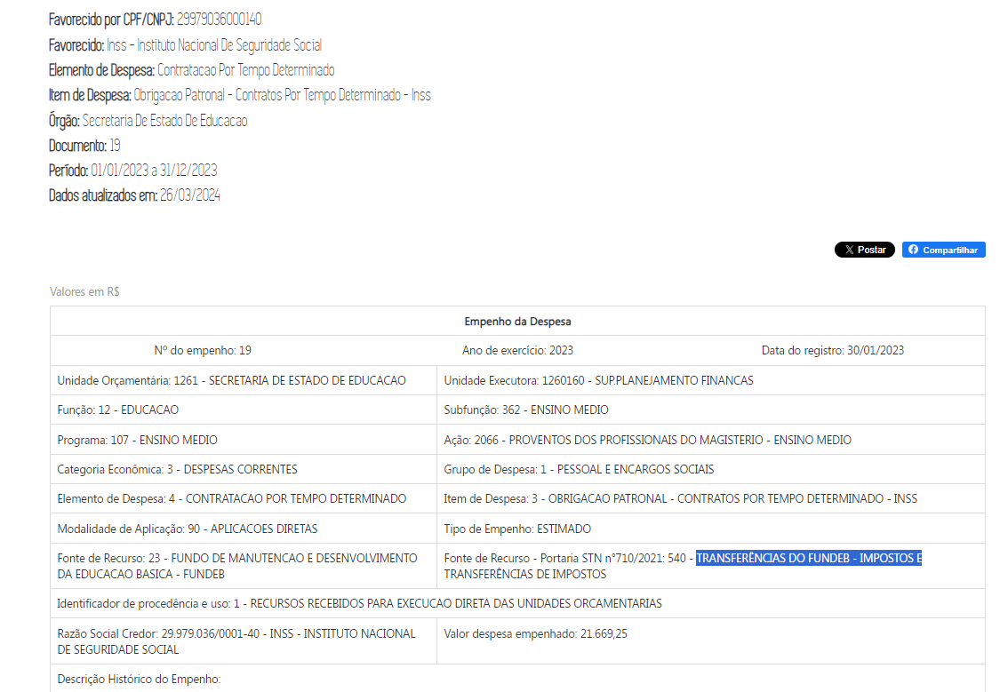 Favorecido por CPF/CNPJ: 29979036000140
Favorecido: Inss - Instituto Nacional De Seguridade Social
Elemento de Despesa: Contratacao Por Tempo Determinado
Item de Despesa: Obrigacao Patronal - Contratos Por Tempo Determinado - Inss
Órgão: Secretaria De Estado De Educacao
Documento: 19
Período: 01/01/2023 a 31/12/2023
Dados atualizados em: 26/03/2024
Postar Compartilhar
Valores em R$
Empenho da Despesa
Nº do empenho: 19 Ano de exercício: 2023 Data do registro: 30/01/2023
Unidade Orçamentária: 1261 - SECRETARIA DE ESTADO DE EDUCACAO Unidade Executora: 1260160 - SUP.PLANEJAMENTO FINANCAS
Função: 12 - EDUCACAO Subfunção: 362 - ENSINO MEDIO
Programa: 107 - ENSINO MEDIO Ação: 2066 - PROVENTOS DOS PROFISSIONAIS DO MAGISTERIO - ENSINO MEDIO
Categoria Econômica: 3 - DESPESAS CORRENTES Grupo de Despesa: 1 - PESSOAL E ENCARGOS SOCIAIS
Elemento de Despesa: 4 - CONTRATACAO POR TEMPO DETERMINADO Item de Despesa: 3 - OBRIGACAO PATRONAL - CONTRATOS POR TEMPO DETERMINADO - INSS
Modalidade de Aplicação: 90 - APLICACOES DIRETAS Tipo de Empenho: ESTIMADO
Fonte de Recurso: 23 - FUNDO DE MANUTENCAO E DESENVOLVIMENTO
DA EDUCACAO BASICA - FUNDEB
Fonte de Recurso - Portaria STN n°710/2021: 540 - TRANSFERÊNCIAS DO FUNDEB - IMPOSTOS E
TRANSFERÊNCIAS DE IMPOSTOS
Identificador de procedência e uso: 1 - RECURSOS RECEBIDOS PARA EXECUCAO DIRETA DAS UNIDADES ORCAMENTARIAS
Razão Social Credor: 29.979.036/0001-40 - INSS - INSTITUTO NACIONAL
DE SEGURIDADE SOCIAL
Valor despesa empenhado: 21.669,25
Descrição Histórico do Empenho: